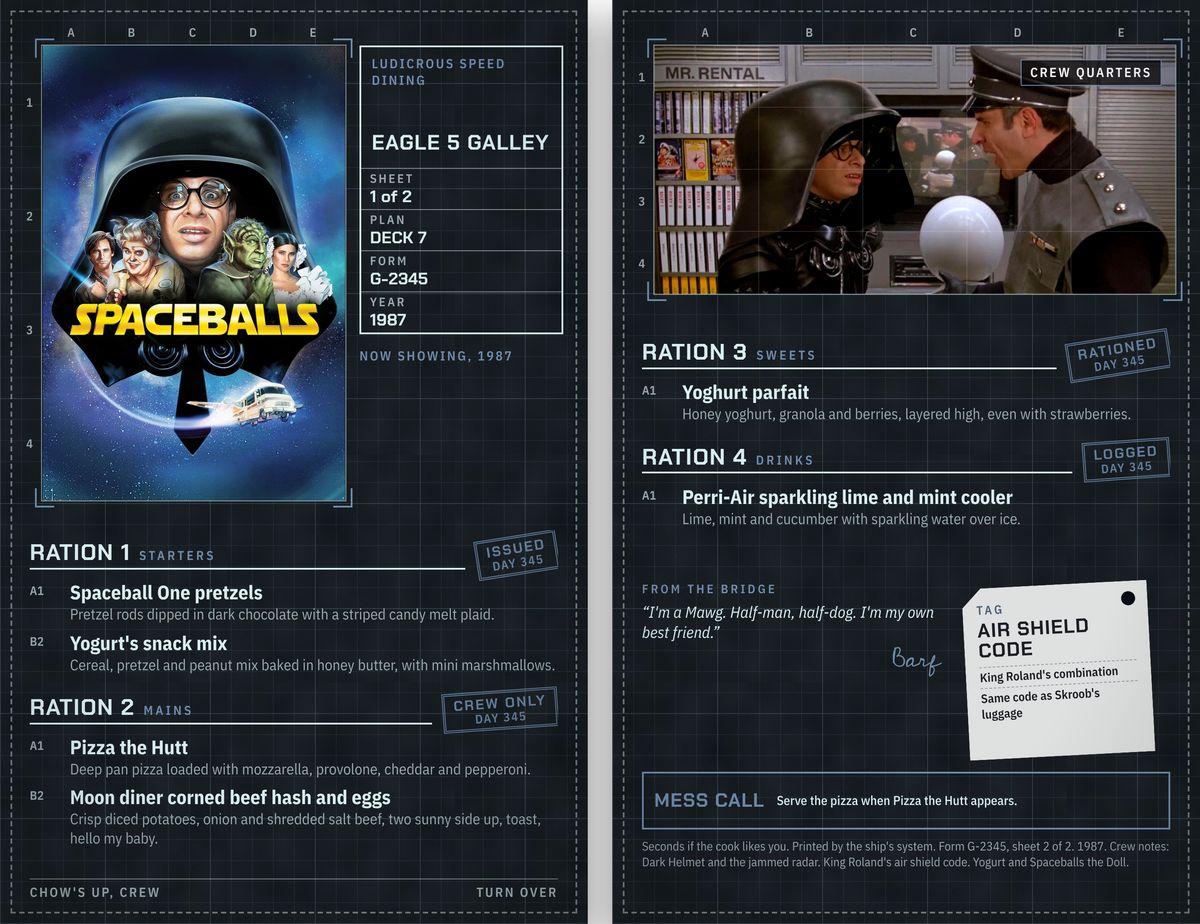 A B C D E
1
2
3
4
SPACEBALLS
LUDICROUS SPEED
DINING
EAGLE 5 GALLEY
SHEET
1 of 2
PLAN
DECK 7
FORM
G-2345
YEAR
1987
NOW SHOWING, 1987
RATION 1 STARTERS
ISSUED
DAY 345
A1 Spaceball One pretzels
Pretzel rods dipped in dark chocolate with a striped candy melt plaid.
B2 Yogurt's snack mix
Cereal, pretzel and peanut mix baked in honey butter, with mini marshmallows.
RATION 2 MAINS
CREW ONLY
DAY 345
A1 Pizza the Hutt
Deep pan pizza loaded with mozzarella, provolone, cheddar and pepperoni.
B2 Moon diner corned beef hash and eggs
Crisp diced potatoes, onion and shredded salt beef, two sunny side up, toast,
hello my baby.
CHOW'S UP, CREW
TURN OVER
A B C D E
1
2
3
4
MR. RENTAL
CREW QUARTERS
RATION 3 SWEETS
RATIONED
DAY 345
A1 Yoghurt parfait
Honey yoghurt, granola and berries, layered high, even with strawberries.
RATION 4 DRINKS
LOGGED
DAY 345
A1 Perri-Air sparkling lime and mint cooler
Lime, mint and cucumber with sparkling water over ice.
FROM THE BRIDGE
“I'm a Mawg. Half-man, half-dog. I'm my own
best friend.”
Barf
TAG
AIR SHIELD
CODE
King Roland's combination
Same code as Skroob's
luggage
MESS CALL Serve the pizza when Pizza the Hutt appears.
Seconds if the cook likes you. Printed by the ship's system. Form G-2345, sheet 2 of 2. 1987. Crew notes:
Dark Helmet and the jammed radar. King Roland's air shield code. Yogurt and Spaceballs the Doll.